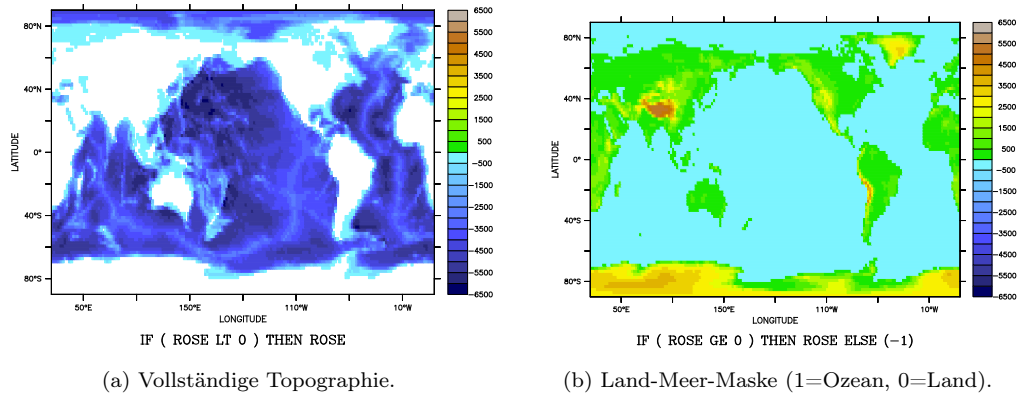 80°N
40°N
0°
40°S
80°S
LATITUDE
50°E
150°E
110°W
10°W
LONGITUDE
6500
5500
4500
3500
2500
1500
500
−500
−1500
−2500
−3500
−4500
−5500
−6500
IF ( ROSE LT 0 ) THEN ROSE
(a) Vollständige Topographie.
80°N
40°N
0°
40°S
80°S
LATITUDE
50°E
150°E
110°W
10°W
LONGITUDE
6500
5500
4500
3500
2500
1500
500
−500
−1500
−2500
−3500
−4500
−5500
−6500
IF ( ROSE GE 0 ) THEN ROSE ELSE (−1)
(b) Land-Meer-Maske (1=Ozean, 0=Land).